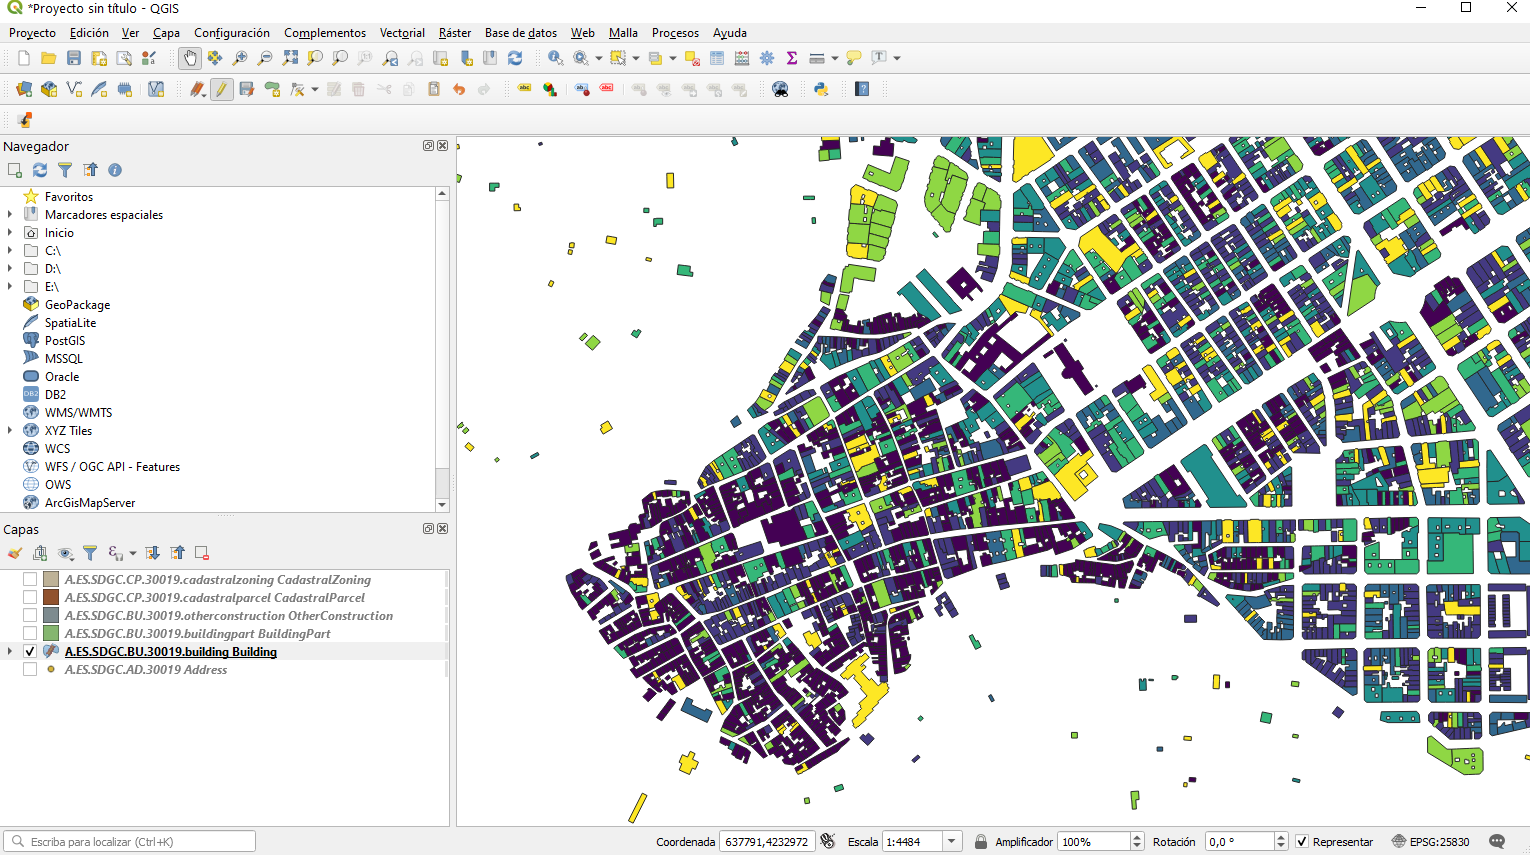 *Proyecto sin título - QGIS
Proyecto Edición Ver Capa Configuración Complementos Vectorial Ráster Base de datos Web Malla Procesos Ayuda
Navegador
Favoritos
Marcadores espaciales
Inicio
C:\
D:\
E:\
GeoPackage
SpatiaLite
PostGIS
MSSQL
Oracle
DB2
WMS/WMTS
XYZ Tiles
WCS
WFS / OGC API - Features
OWS
ArcGisMapServer
Capas
A.ES.SDGC.CP.30019.cadastralzoning CadastralZoning
A.ES.SDGC.CP.30019.cadastralparcel CadastralParcel
A.ES.SDGC.BU.30019.otherconstruction OtherConstruction
A.ES.SDGC.BU.30019.buildingpart BuildingPart
A.ES.SDGC.BU.30019.building Building
A.ES.SDGC.AD.30019 Address
Escriba para localizar (Ctrl+K) Coordenada 637791,4232972 Escala 1:4484 Amplificador 100% Rotación 0,0 ° Representar EPSG:25830